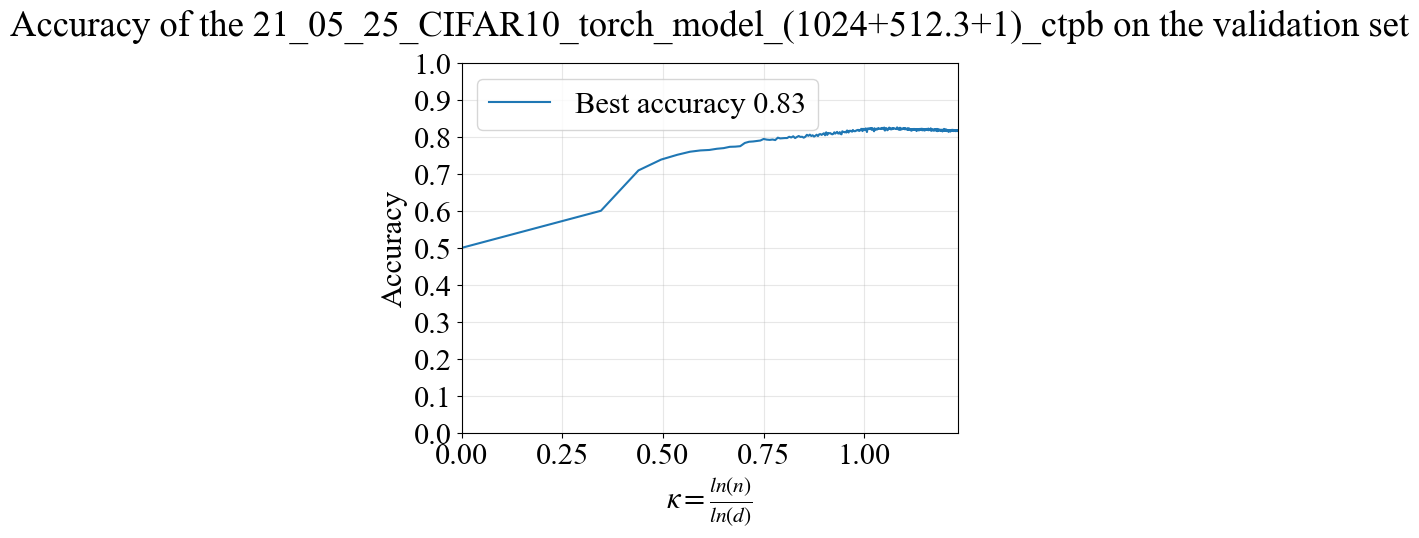 Accuracy of the 21_05_25_CIFAR10_torch_model_(1024+512.3+1)_ctpb on the validation set
Best accuracy 0.83
Accuracy
1.0
0.9
0.8
0.7
0.6
0.5
0.4
0.3
0.2
0.1
0.0
0.00 0.25 0.50 0.75 1.00
κ = ln(n) / ln(d)